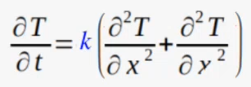 ∂T/∂t = k(∂²T/∂x² + ∂²T/∂y²)